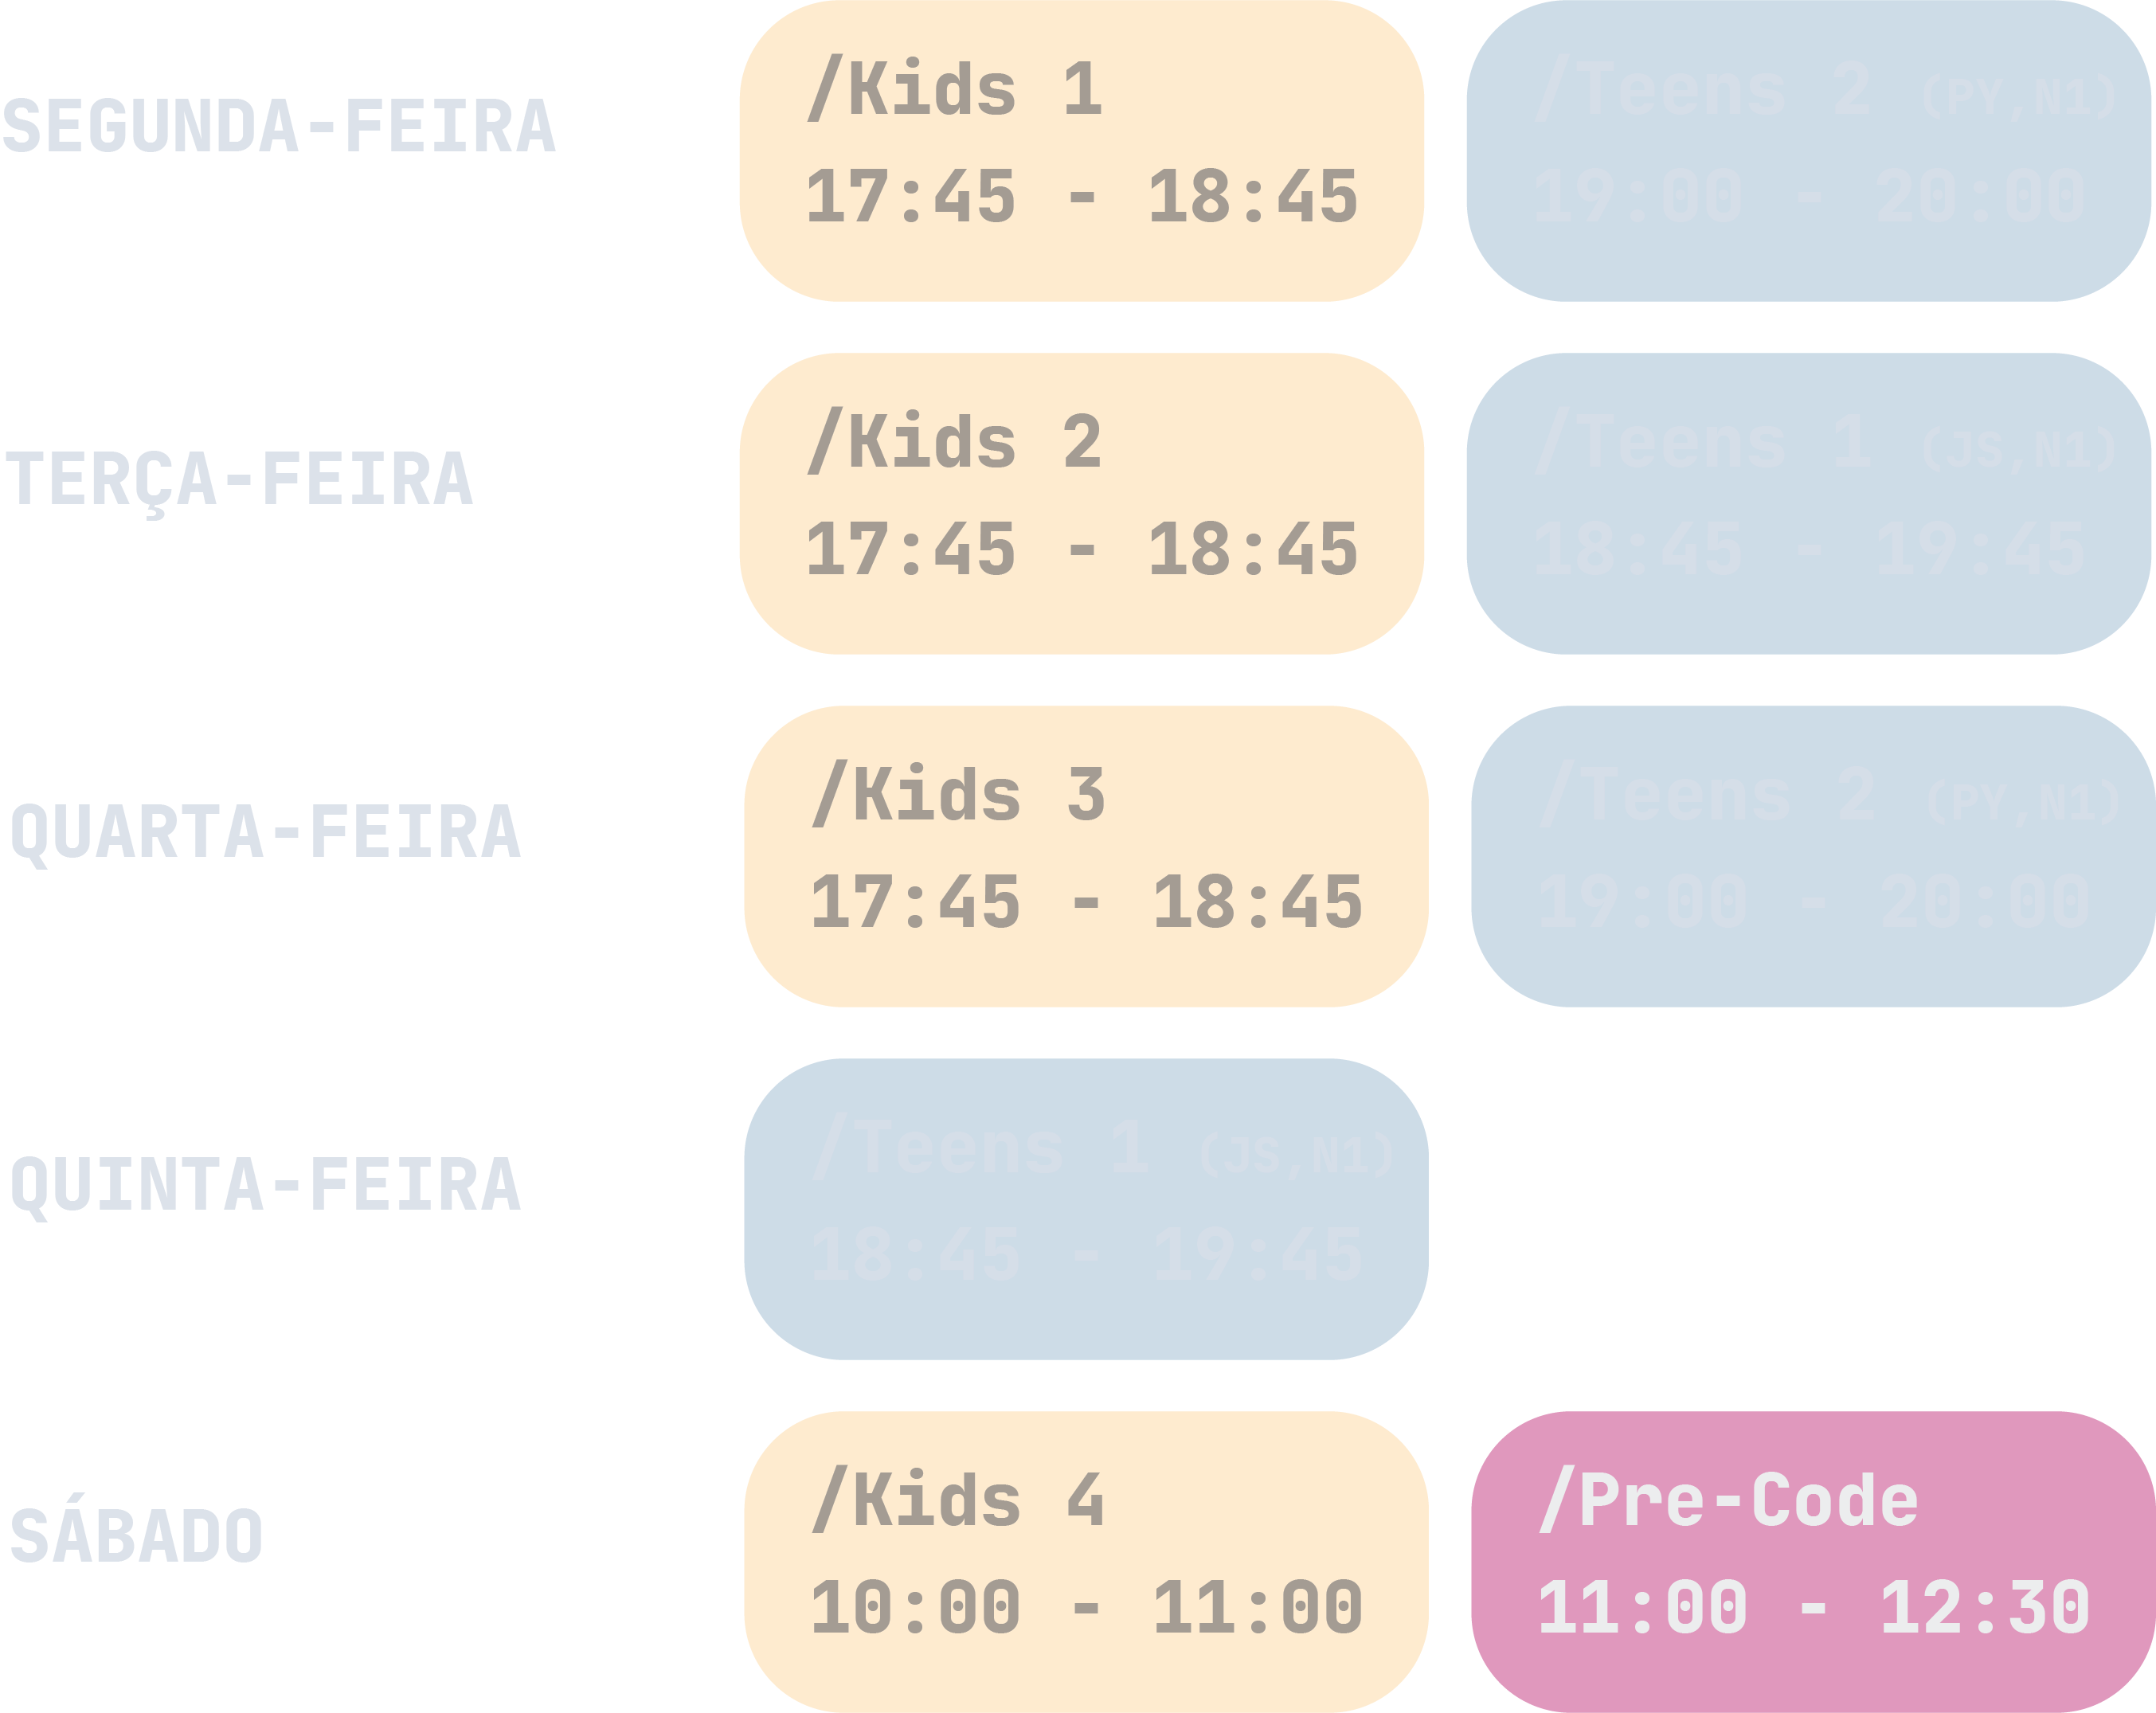 SEGUNDA-FEIRA
/Kids 1
17:45 - 18:45
/Teens 2 (PY,N1)
19:00 - 20:00
TERÇA-FEIRA
/Kids 2
17:45 - 18:45
/Teens 1 (JS,N1)
18:45 - 19:45
QUARTA-FEIRA
/Kids 3
17:45 - 18:45
/Teens 2 (PY,N1)
19:00 - 20:00
QUINTA-FEIRA
/Teens 1 (JS,N1)
18:45 - 19:45
SÁBADO
/Kids 4
10:00 - 11:00
/Pre-Code
11:00 - 12:30